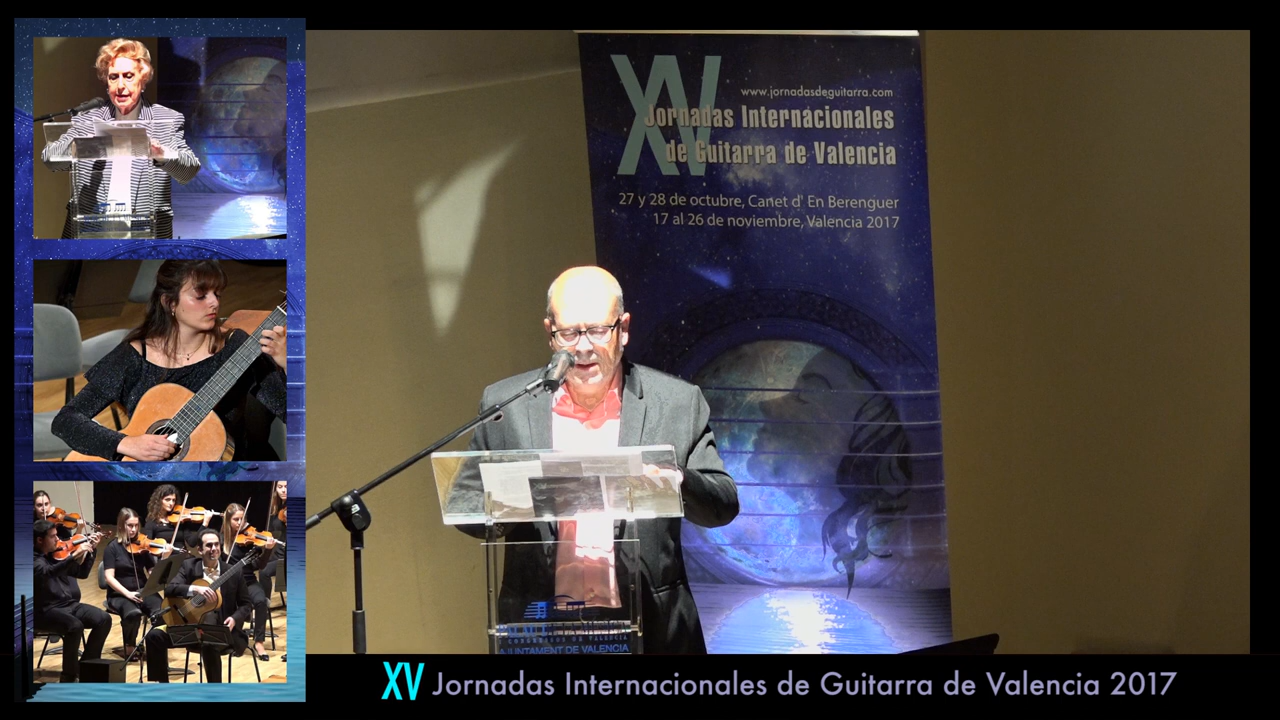 XV
www.jornadasdeguitarra.com
Jornadas Internacionales
de Guitarra de Valencia
27 y 28 de octubre, Canet d' En Berenguer
17 al 26 de noviembre, Valencia 2017
AJUNTAMENT DE VALENCIA
XV Jornadas Internacionales de Guitarra de Valencia 2017